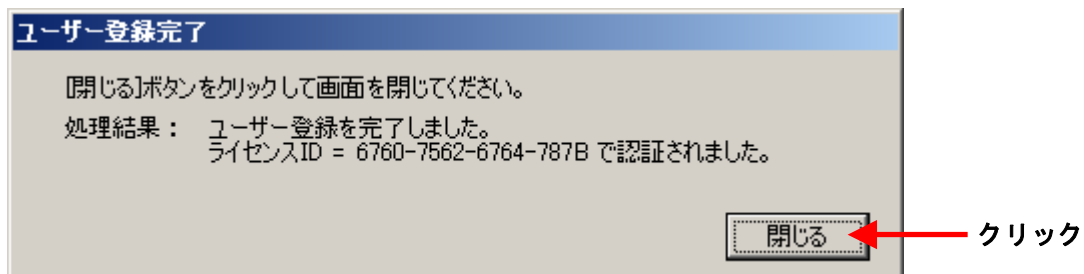 ユーザー登録完了
[閉じる]ボタンをクリックして画面を閉じてください。
処理結果： ユーザー登録を完了しました。
ライセンスID = 6760-7562-6764-787B で認証されました。
閉じる
クリック